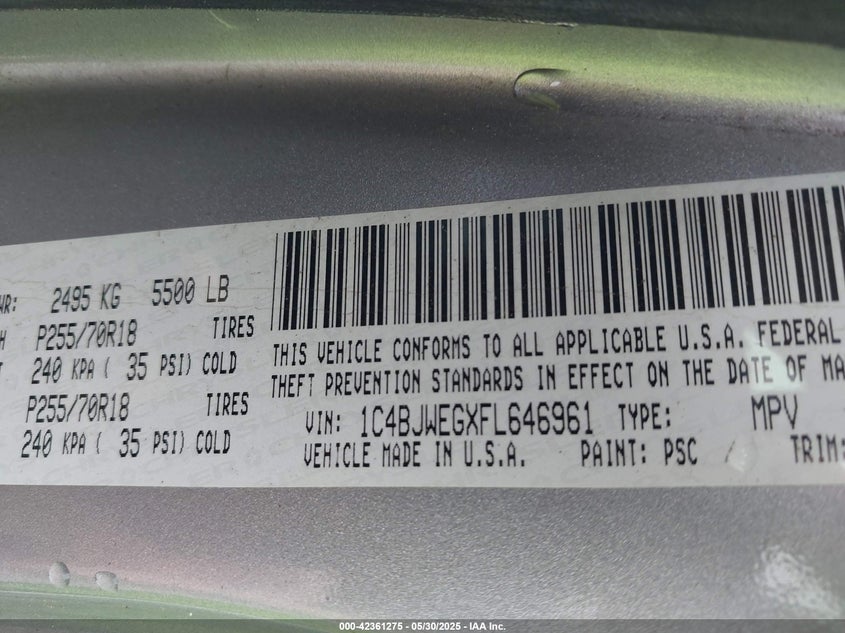 WR: 2495 KG 5500 LB
P255/70R18 TIRES
240 KPA ( 35 PSI) COLD
P255/70R18 TIRES
240 KPA ( 35 PSI) COLD
THIS VEHICLE CONFORMS TO ALL APPLICABLE U.S.A. FEDERAL
THEFT PREVENTION STANDARDS IN EFFECT ON THE DATE OF MA
VIN: 1C4BJWEGXFL646961 TYPE: MPV
VEHICLE MADE IN U.S.A. PAINT: PSC TRIM:
000-42361275 - 05/30/2025 - IAA Inc.